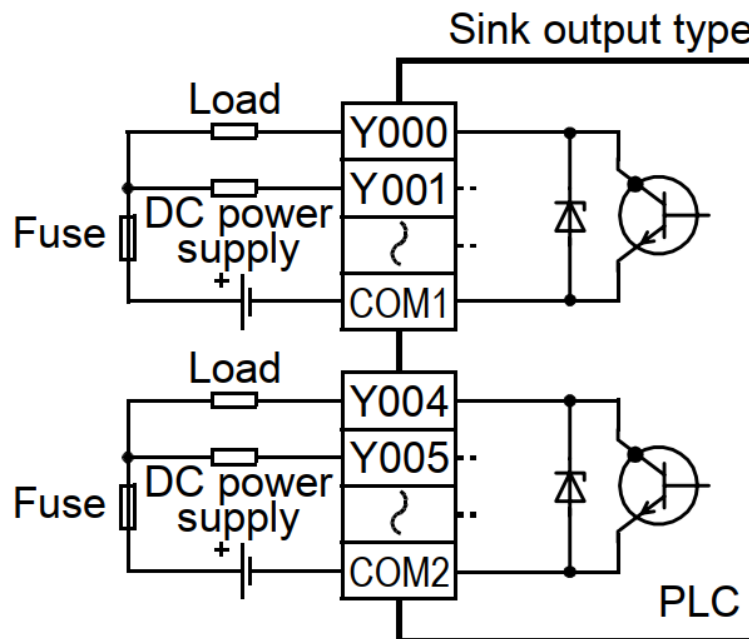 Sink output type
Load
Y000
Y001
DC power
supply
Fuse
+
COM1
Load
Y004
Y005
DC power
supply
Fuse
+
COM2
PLC